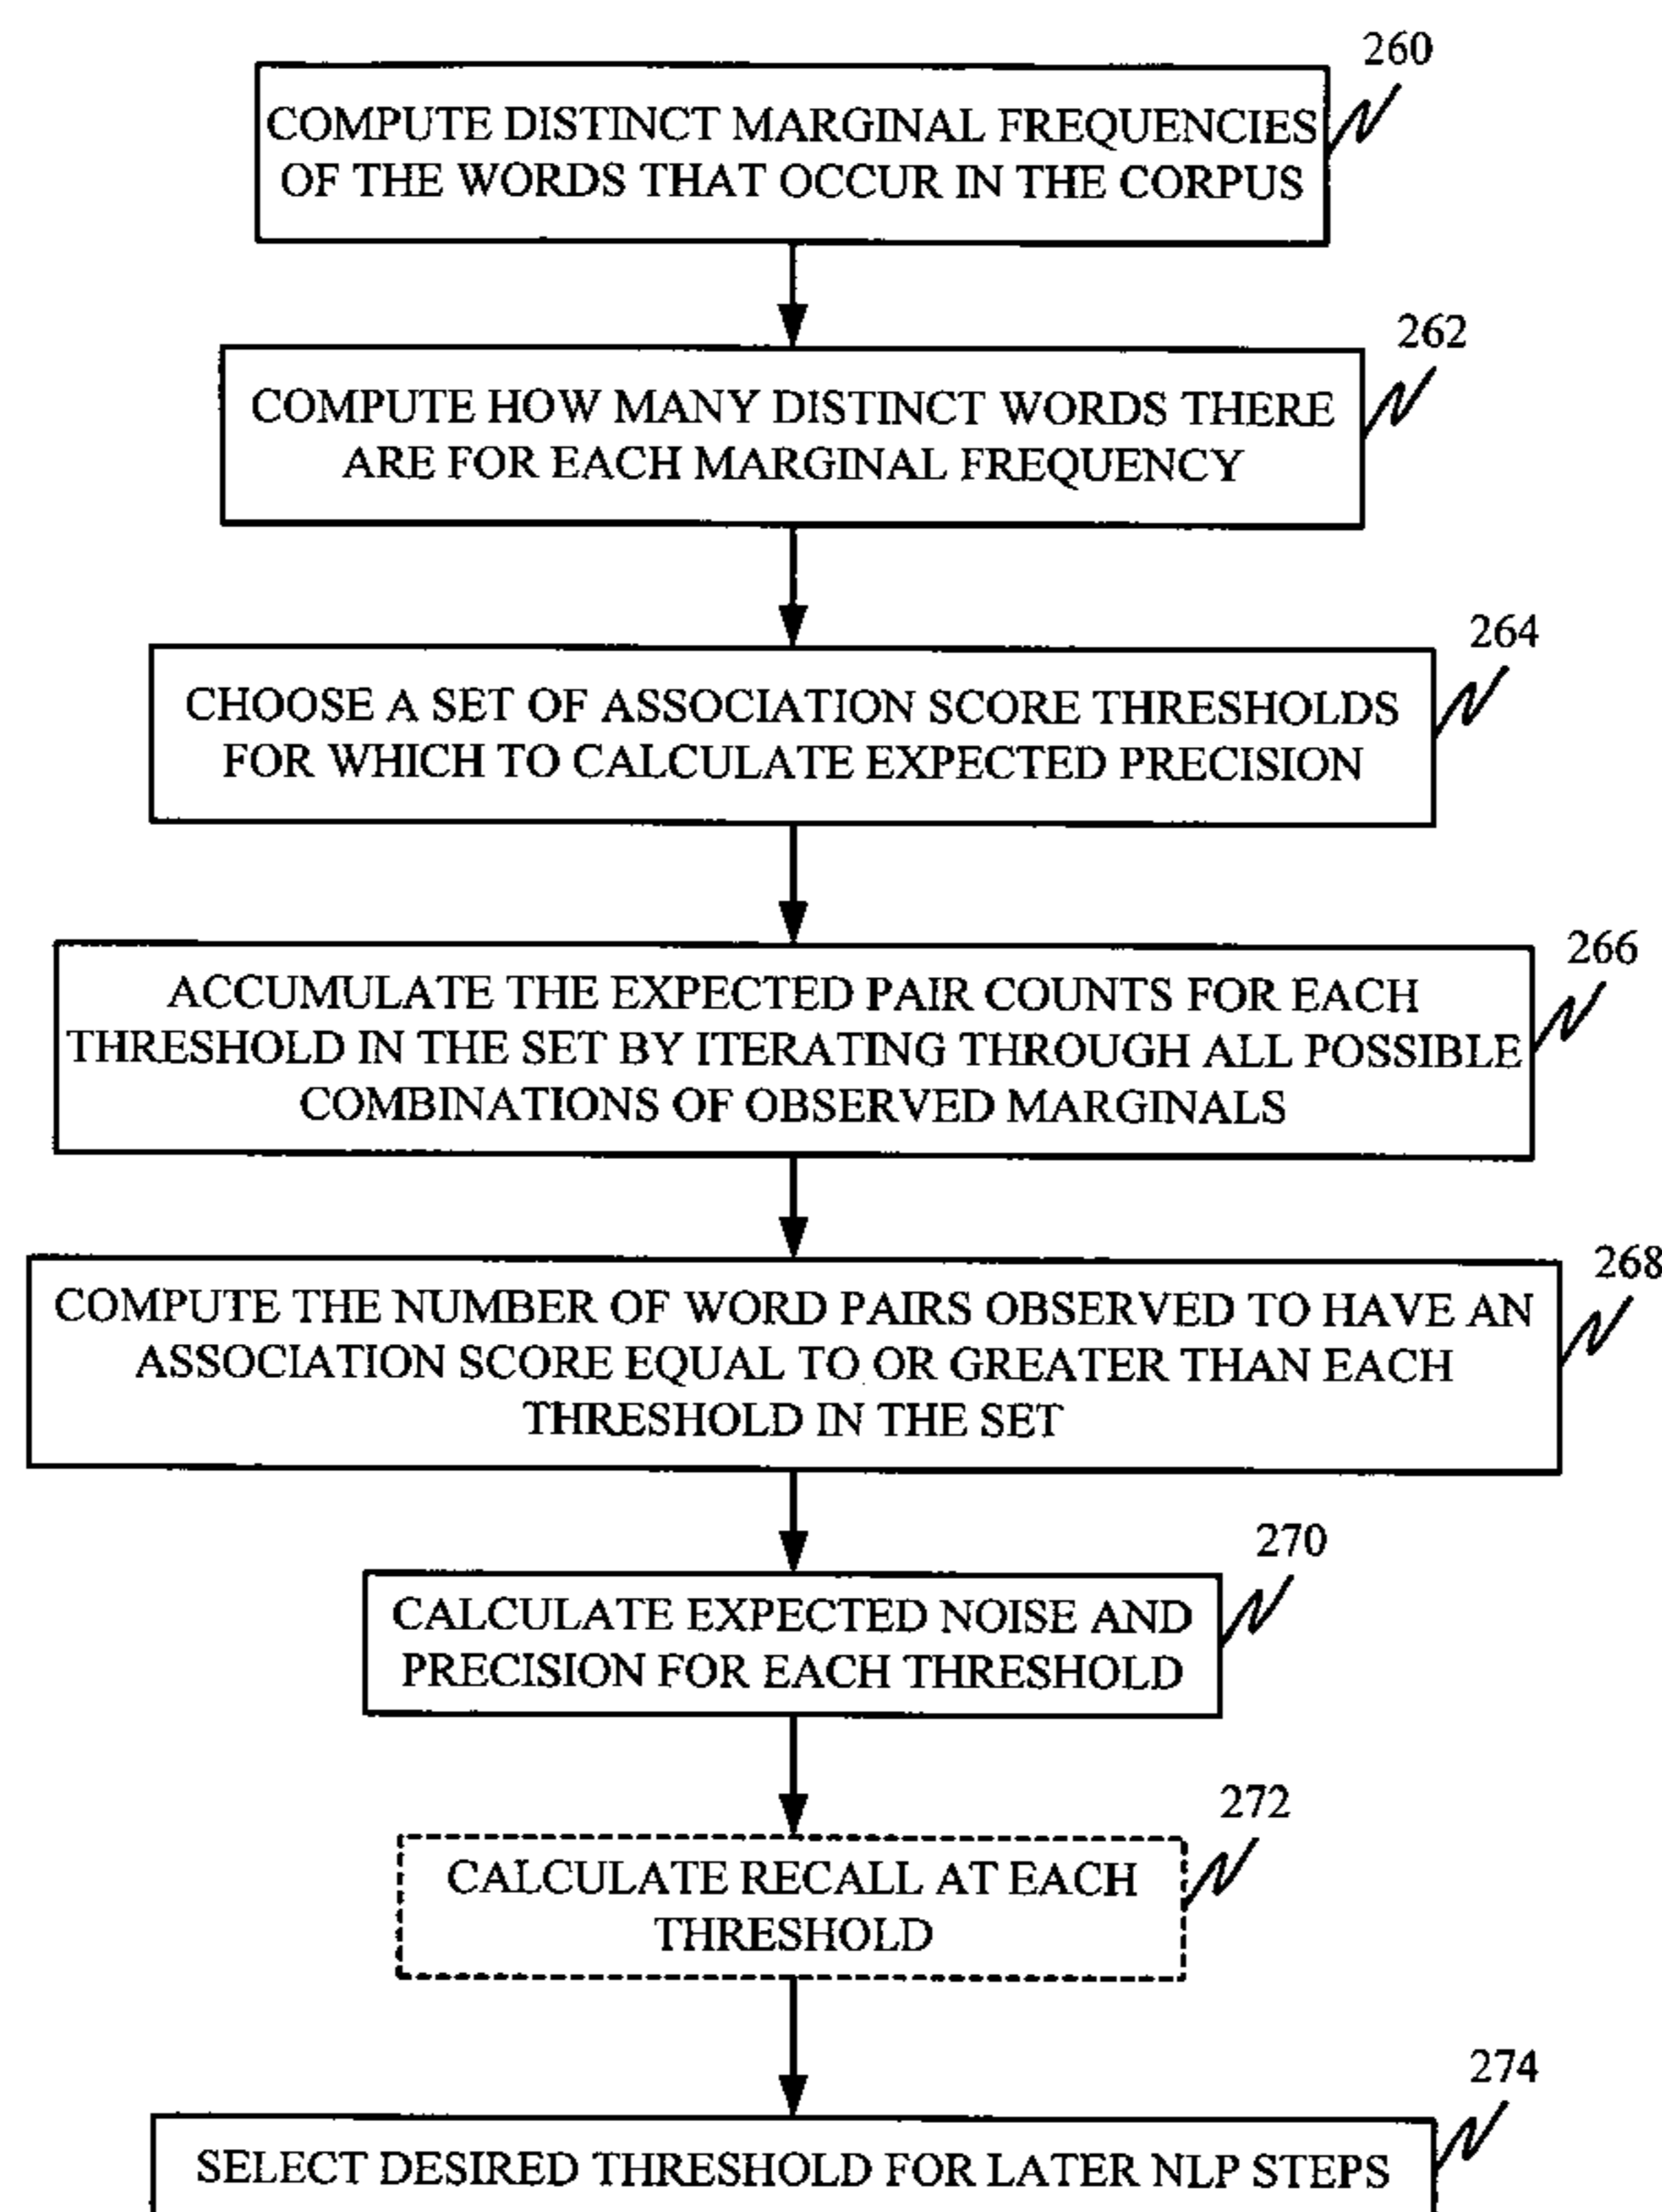 260
COMPUTE DISTINCT MARGINAL FREQUENCIES
OF THE WORDS THAT OCCUR IN THE CORPUS
262
COMPUTE HOW MANY DISTINCT WORDS THERE
ARE FOR EACH MARGINAL FREQUENCY
264
CHOOSE A SET OF ASSOCIATION SCORE THRESHOLDS
FOR WHICH TO CALCULATE EXPECTED PRECISION
266
ACCUMULATE THE EXPECTED PAIR COUNTS FOR EACH
THRESHOLD IN THE SET BY ITERATING THROUGH ALL POSSIBLE
COMBINATIONS OF OBSERVED MARGINALS
268
COMPUTE THE NUMBER OF WORD PAIRS OBSERVED TO HAVE AN
ASSOCIATION SCORE EQUAL TO OR GREATER THAN EACH
THRESHOLD IN THE SET
270
CALCULATE EXPECTED NOISE AND
PRECISION FOR EACH THRESHOLD
272
CALCULATE RECALL AT EACH
THRESHOLD
274
SELECT DESIRED THRESHOLD FOR LATER NLP STEPS